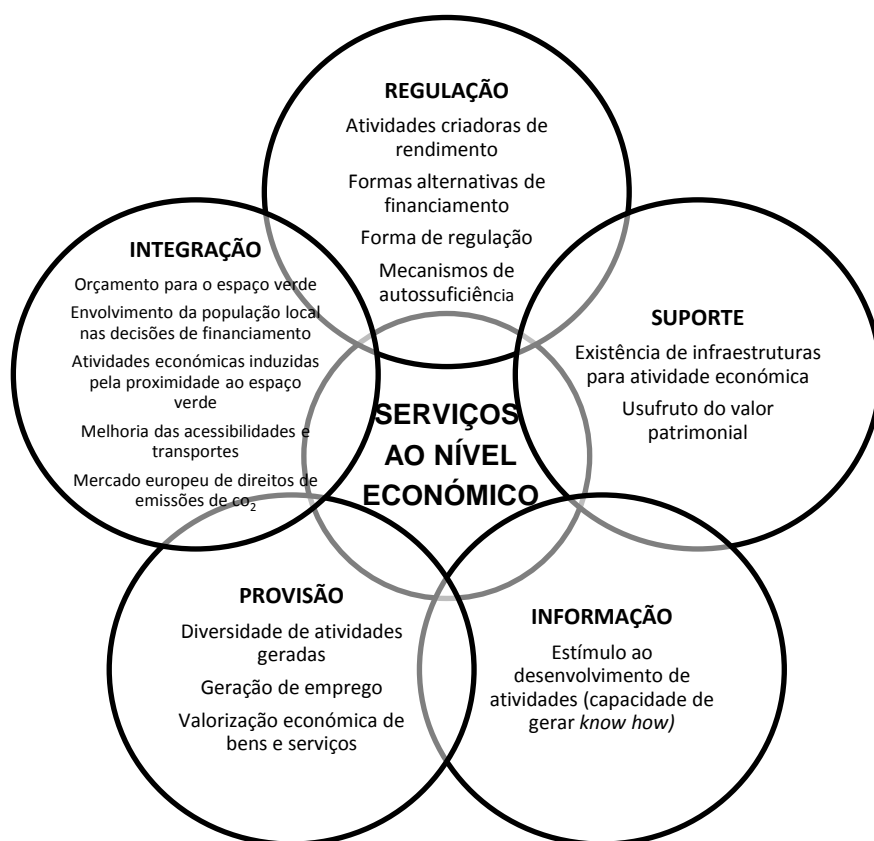 REGULAÇÃO
Atividades criadoras de
rendimento
Formas alternativas de
financiamento
Forma de regulação
Mecanismos de
autossuficiência
INTEGRAÇÃO
Orçamento para o espaço verde
Envolvimento da população local
nas decisões de financiamento
Atividades económicas induzidas
pela proximidade ao espaço
verde
Melhoria das acessibilidades e
transportes
Mercado europeu de direitos de
emissões de co₂
SUPORTE
Existência de infraestruturas
para atividade económica
Usufruto do valor
patrimonial
SERVIÇOS
AO NÍVEL
ECONÓMICO
PROVISÃO
Diversidade de atividades
geradas
Geração de emprego
Valorização económica de
bens e serviços
INFORMAÇÃO
Estímulo ao
desenvolvimento de
atividades (capacidade de
gerar know how)